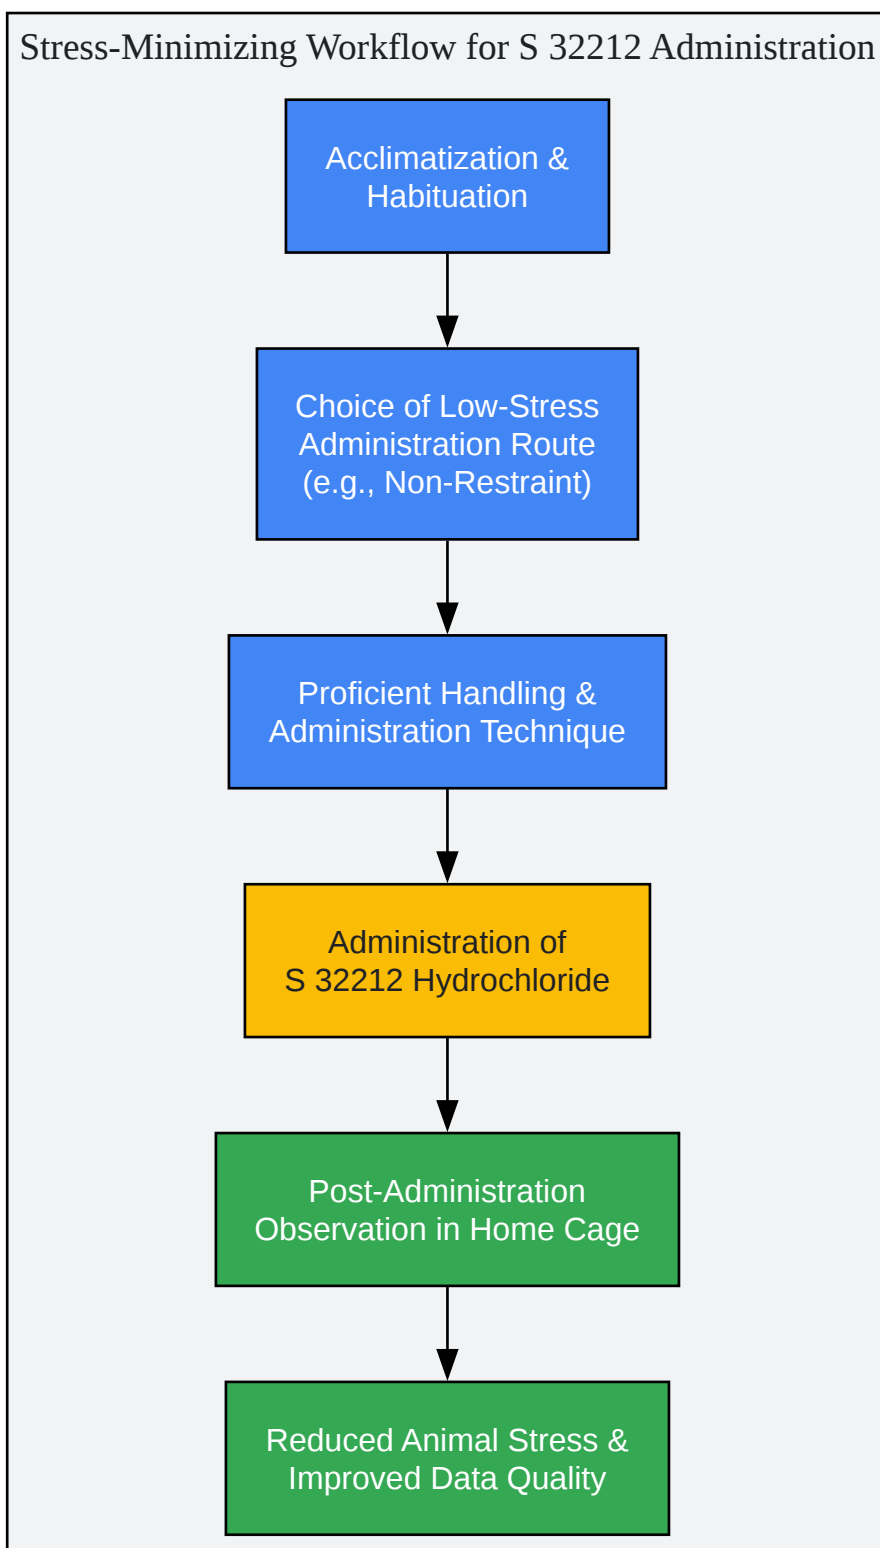 Stress-Minimizing Workflow for S 32212 Administration
Acclimatization &
Habituation
Choice of Low-Stress
Administration Route
(e.g., Non-Restraint)
Proficient Handling &
Administration Technique
Administration of
S 32212 Hydrochloride
Post-Administration
Observation in Home Cage
Reduced Animal Stress &
Improved Data Quality